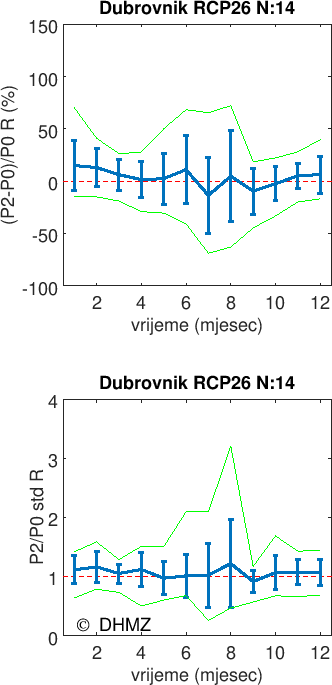 Dubrovnik RCP26 N:14
(P2-P0)/P0 R (%)
150
100
50
0
-50
-100
2 4 6 8 10 12
vrijeme (mjesec)
Dubrovnik RCP26 N:14
P2/P0 std R
4
3
2
1
0
© DHMZ
2 4 6 8 10 12
vrijeme (mjesec)